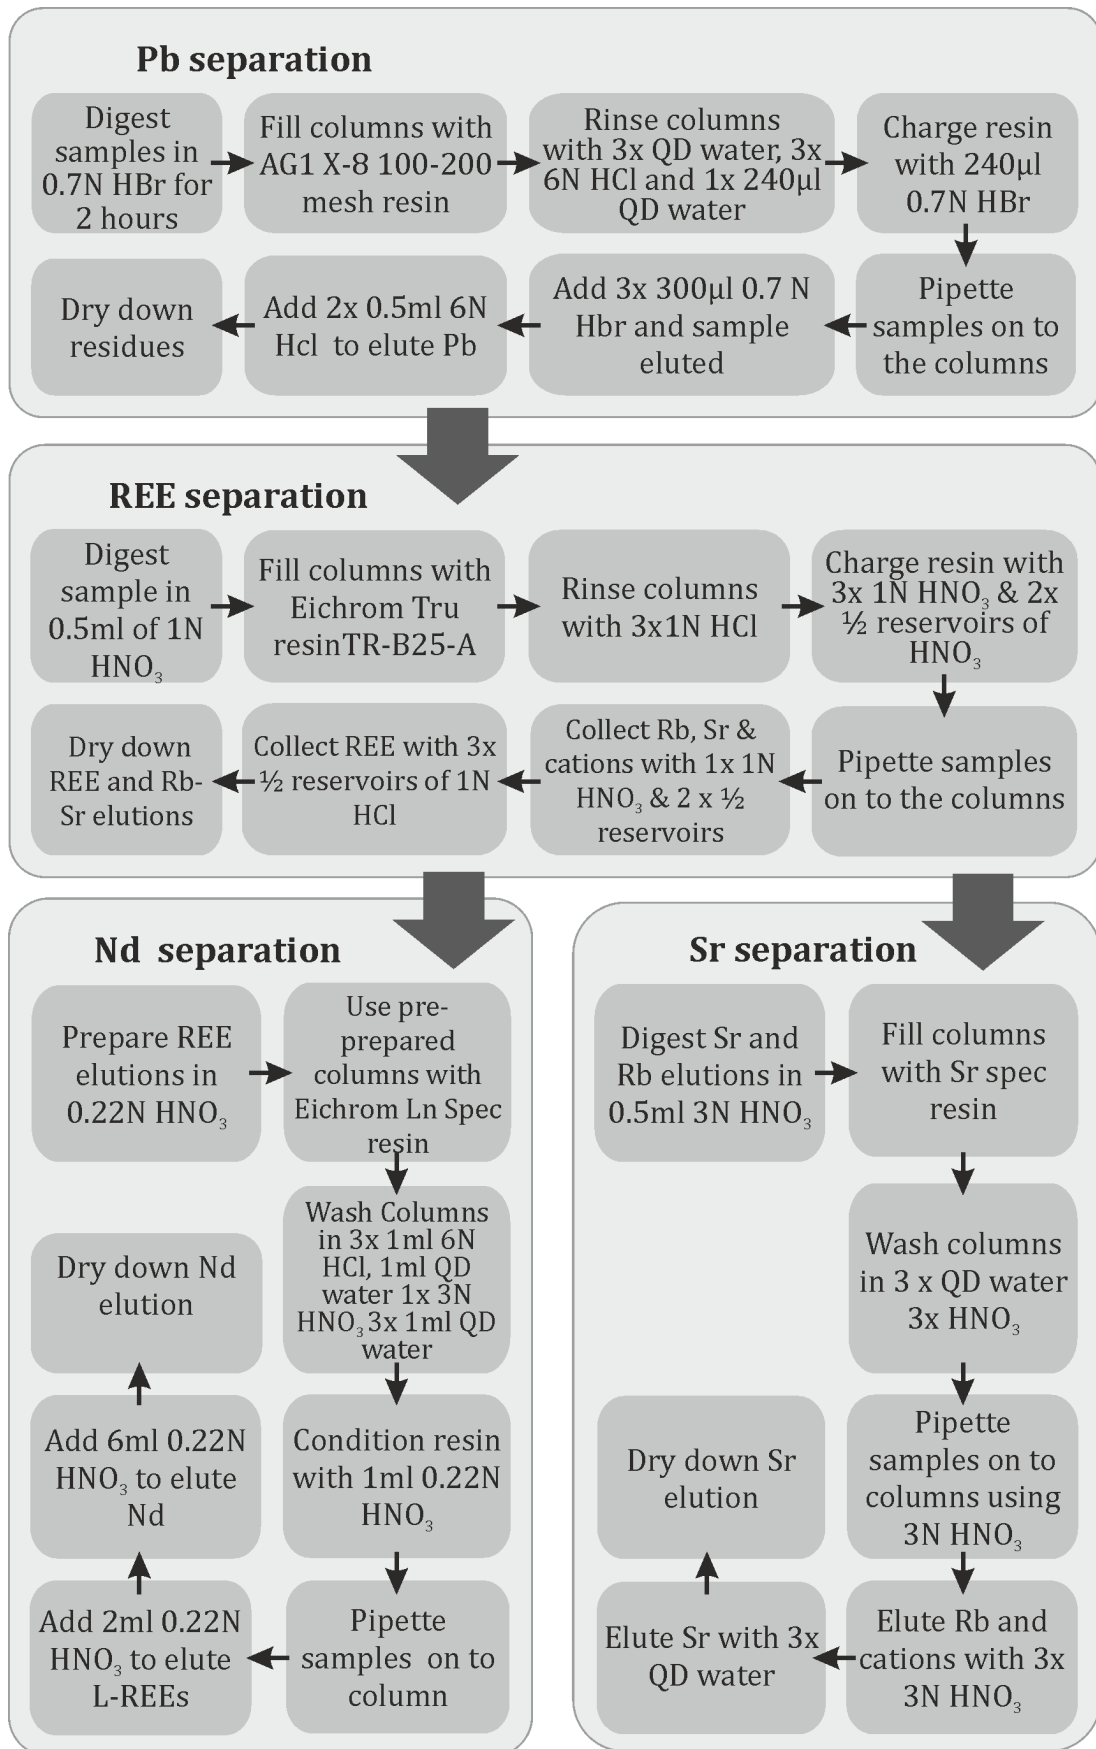 Pb separation
Digest
samples in
0.7N HBr for
2 hours
Fill columns with
AG1 X-8 100-200
mesh resin
Rinse columns
with 3x QD water, 3x
6N HCl and 1x 240µl
QD water
Charge resin
with 240µl
0.7N HBr
Pipette
samples on to
the columns
Add 3x 300µl 0.7 N
Hbr and sample
eluted
Add 2x 0.5ml 6N
Hcl to elute Pb
Dry down
residues
REE separation
Digest
sample in
0.5ml of 1N
HNO₃
Fill columns with
Eichrom Tru
resinTR-B25-A
Rinse columns
with 3x1N HCl
Charge resin with
3x 1N HNO₃ & 2x
½ reservoirs of
HNO₃
Pipette samples
on to the columns
Collect Rb, Sr &
cations with 1x 1N
HNO₃ & 2 x ½
reservoirs
Collect REE with 3x
½ reservoirs of 1N
HCl
Dry down
REE and Rb-
Sr elutions
Nd separation
Prepare REE
elutions in
0.22N HNO₃
Use pre-
prepared
columns with
Eichrom Ln Spec
resin
Wash Columns
in 3x 1ml 6N
HCl, 1ml QD
water 1x 3N
HNO₃ 3x 1ml QD
water
Condition resin
with 1ml 0.22N
HNO₃
Pipette
samples on to
column
Add 2ml 0.22N
HNO₃ to elute
L-REEs
Add 6ml 0.22N
HNO₃ to elute
Nd
Dry down Nd
elution
Sr separation
Digest Sr and
Rb elutions in
0.5ml 3N HNO₃
Fill columns
with Sr spec
resin
Wash columns
in 3 x QD water
3x HNO₃
Pipette
samples on to
columns using
3N HNO₃
Elute Rb and
cations with 3x
3N HNO₃
Elute Sr with 3x
QD water
Dry down Sr
elution